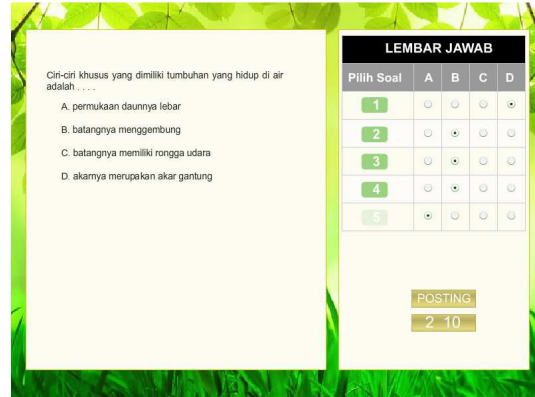 Ciri-ciri khusus yang dimiliki tumbuhan yang hidup di air
adalah . . . .
A. permukaan daunnya lebar
B. batangnya menggembung
C. batangnya memiliki rongga udara
D. akarnya merupakan akar gantung
LEMBAR JAWAB
Pilih Soal A B C D
1
2
3
4
5
POSTING
2 10